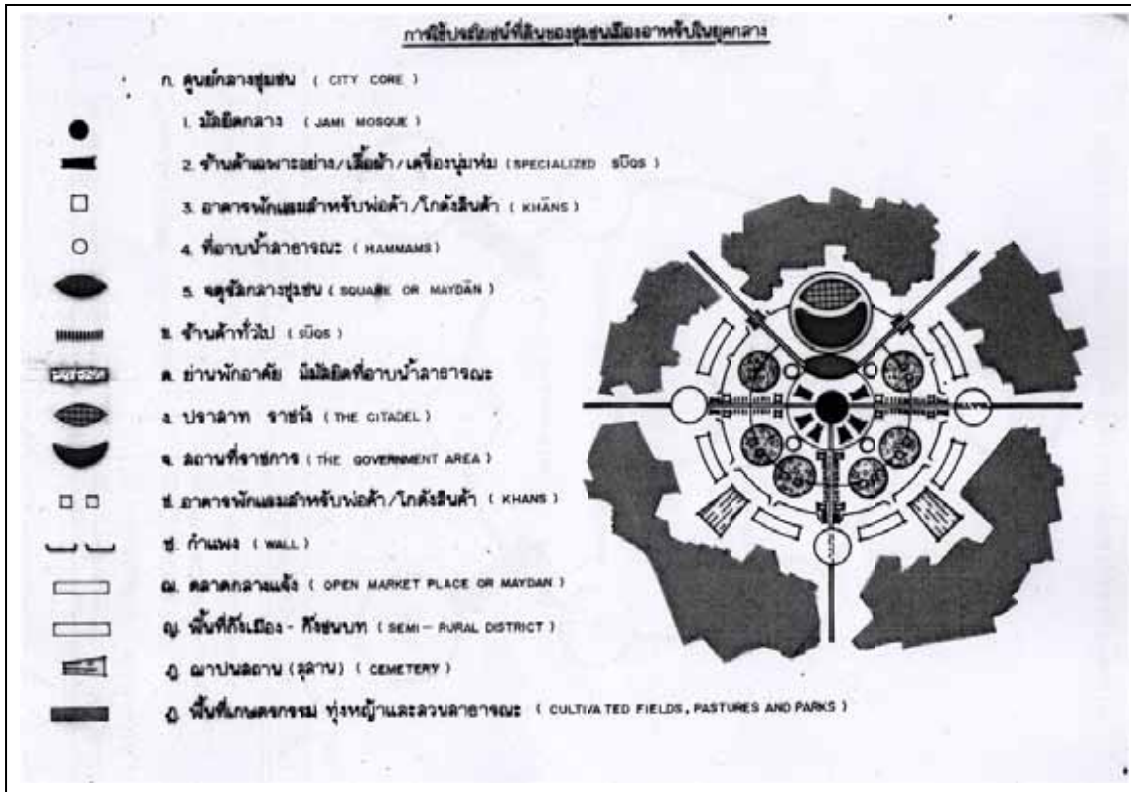 การใช้ประโยชน์ที่ดินของชุมชนเมืองอาหรับในยุคกลาง
ก. ศูนย์กลางชุมชน ( CITY CORE )
1. มัสยิดกลาง ( JAMI MOSQUE )
2. ร้านค้าเฉพาะอย่าง/เสื้อผ้า/เครื่องนุ่งห่ม ( SPECIALIZED SŪQS )
3. อาคารพักแรมสำหรับพ่อค้า/โกดังสินค้า ( KHĀNS )
4. ที่อาบน้ำสาธารณะ ( HAMMAMS )
5. จตุรัสกลางชุมชน ( SQUARE OR MAYDĀN )
ข. ร้านค้าทั่วไป ( SŪQS )
ค. ย่านพักอาศัย มีมัสยิดที่อาบน้ำสาธารณะ
ง. ปราสาท ราชวัง ( THE CITADEL )
จ. สถานที่ราชการ ( THE GOVERNMENT AREA )
ฉ. อาคารพักแรมสำหรับพ่อค้า/โกดังสินค้า ( KHANS )
ช. กำแพง ( WALL )
ฌ. ตลาดกลางแจ้ง ( OPEN MARKET PLACE OR MAYDAN )
ญ. พื้นที่กึ่งเมือง - กึ่งชนบท ( SEMI - RURAL DISTRICT )
ฎ. ฌาปนสถาน (สุสาน) ( CEMETERY )
ฏ. พื้นที่เกษตรกรรม ทุ่งหญ้าและสวนสาธารณะ ( CULTIVATED FIELDS, PASTURES AND PARKS )